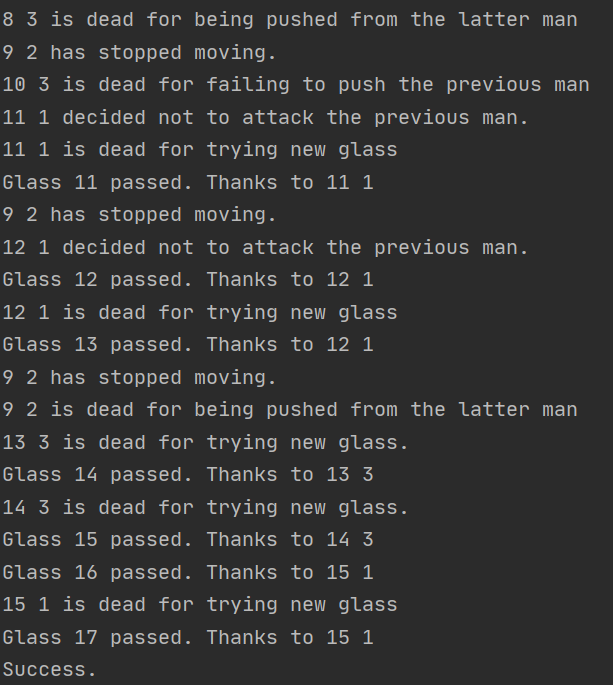 8 3 is dead for being pushed from the latter man
9 2 has stopped moving.
10 3 is dead for failing to push the previous man
11 1 decided not to attack the previous man.
11 1 is dead for trying new glass
Glass 11 passed. Thanks to 11 1
9 2 has stopped moving.
12 1 decided not to attack the previous man.
Glass 12 passed. Thanks to 12 1
12 1 is dead for trying new glass
Glass 13 passed. Thanks to 12 1
9 2 has stopped moving.
9 2 is dead for being pushed from the latter man
13 3 is dead for trying new glass.
Glass 14 passed. Thanks to 13 3
14 3 is dead for trying new glass.
Glass 15 passed. Thanks to 14 3
Glass 16 passed. Thanks to 15 1
15 1 is dead for trying new glass
Glass 17 passed. Thanks to 15 1
Success.